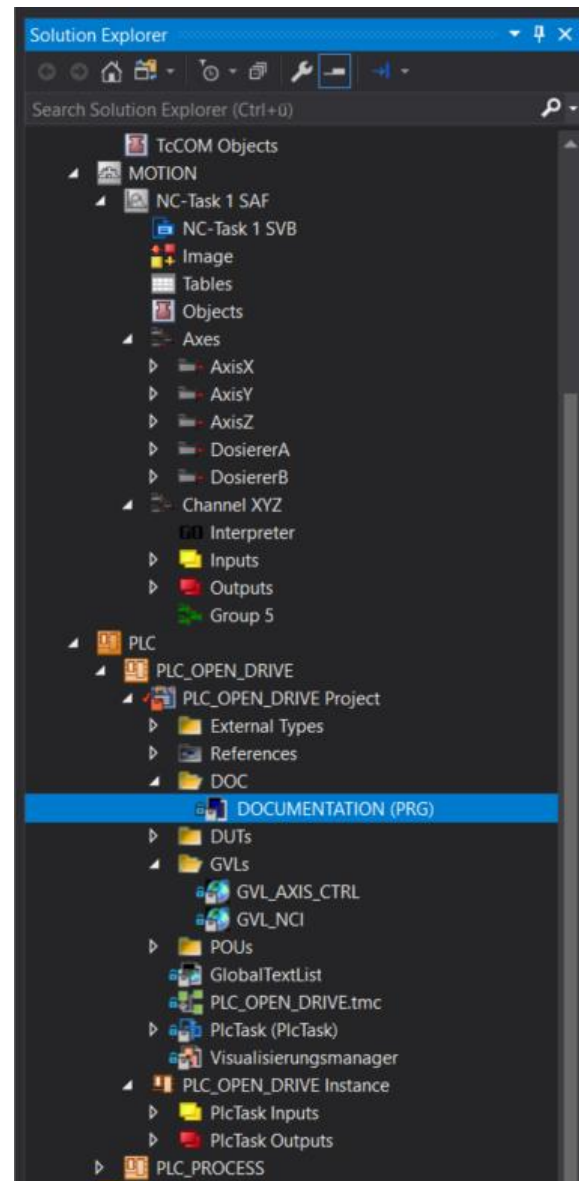 Solution Explorer
Search Solution Explorer (Ctrl+ü)
TcCOM Objects
MOTION
NC-Task 1 SAF
NC-Task 1 SVB
Image
Tables
Objects
Axes
AxisX
AxisY
AxisZ
DosiererA
DosiererB
Channel XYZ
Interpreter
Inputs
Outputs
Group 5
PLC
PLC_OPEN_DRIVE
PLC_OPEN_DRIVE Project
External Types
References
DOC
DOCUMENTATION (PRG)
DUTs
GVLs
GVL_AXIS_CTRL
GVL_NCI
POUs
GlobalTextList
PLC_OPEN_DRIVE.tmc
PlcTask (PlcTask)
Visualisierungsmanager
PLC_OPEN_DRIVE Instance
PlcTask Inputs
PlcTask Outputs
PLC_PROCESS